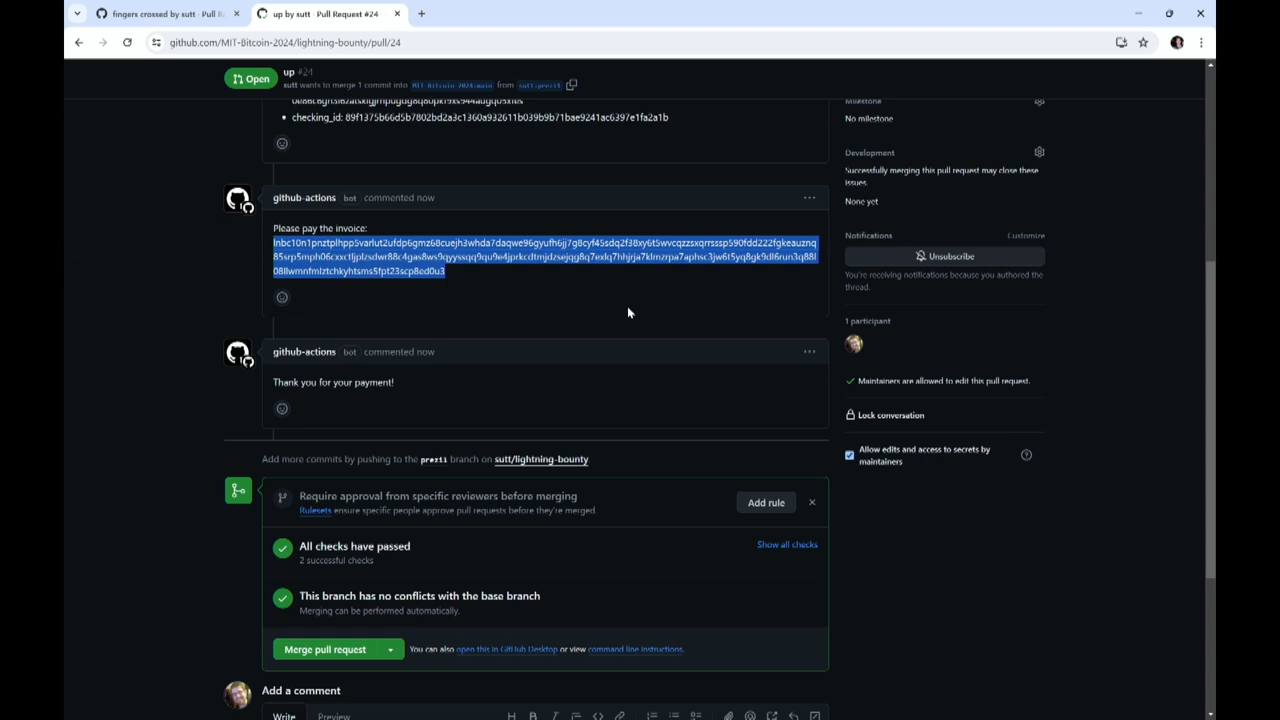 fingers crossed by sutt · Pull R
up by sutt · Pull Request #24
github.com/MIT-Bitcoin-2024/lightning-bounty/pull/24
Open
up #24
sutt wants to merge 1 commit into MIT-Bitcoin-2024:main from sutt:prezit
checking_id: 89f1375b66d5b7802bd2a3c1360a932611b039b9b71bae9241ac6397e1fa2a1b
github-actions bot commented now
Please pay the invoice:
github-actions bot commented now
Thank you for your payment!
Add more commits by pushing to the prezit branch on sutt/lightning-bounty.
Require approval from specific reviewers before merging
Rulesets ensure specific people approve pull requests before they're merged.
Add rule
All checks have passed
2 successful checks
Show all checks
This branch has no conflicts with the base branch
Merging can be performed automatically.
Merge pull request
You can also open this in GitHub Desktop or view command line instructions.
Add a comment
Write Preview
Milestone
No milestone
Development
Successfully merging this pull request may close these
issues.
None yet
Notifications
Customize
Unsubscribe
You're receiving notifications because you authored the
thread.
1 participant
Maintainers are allowed to edit this pull request.
Lock conversation
Allow edits and access to secrets by
maintainers